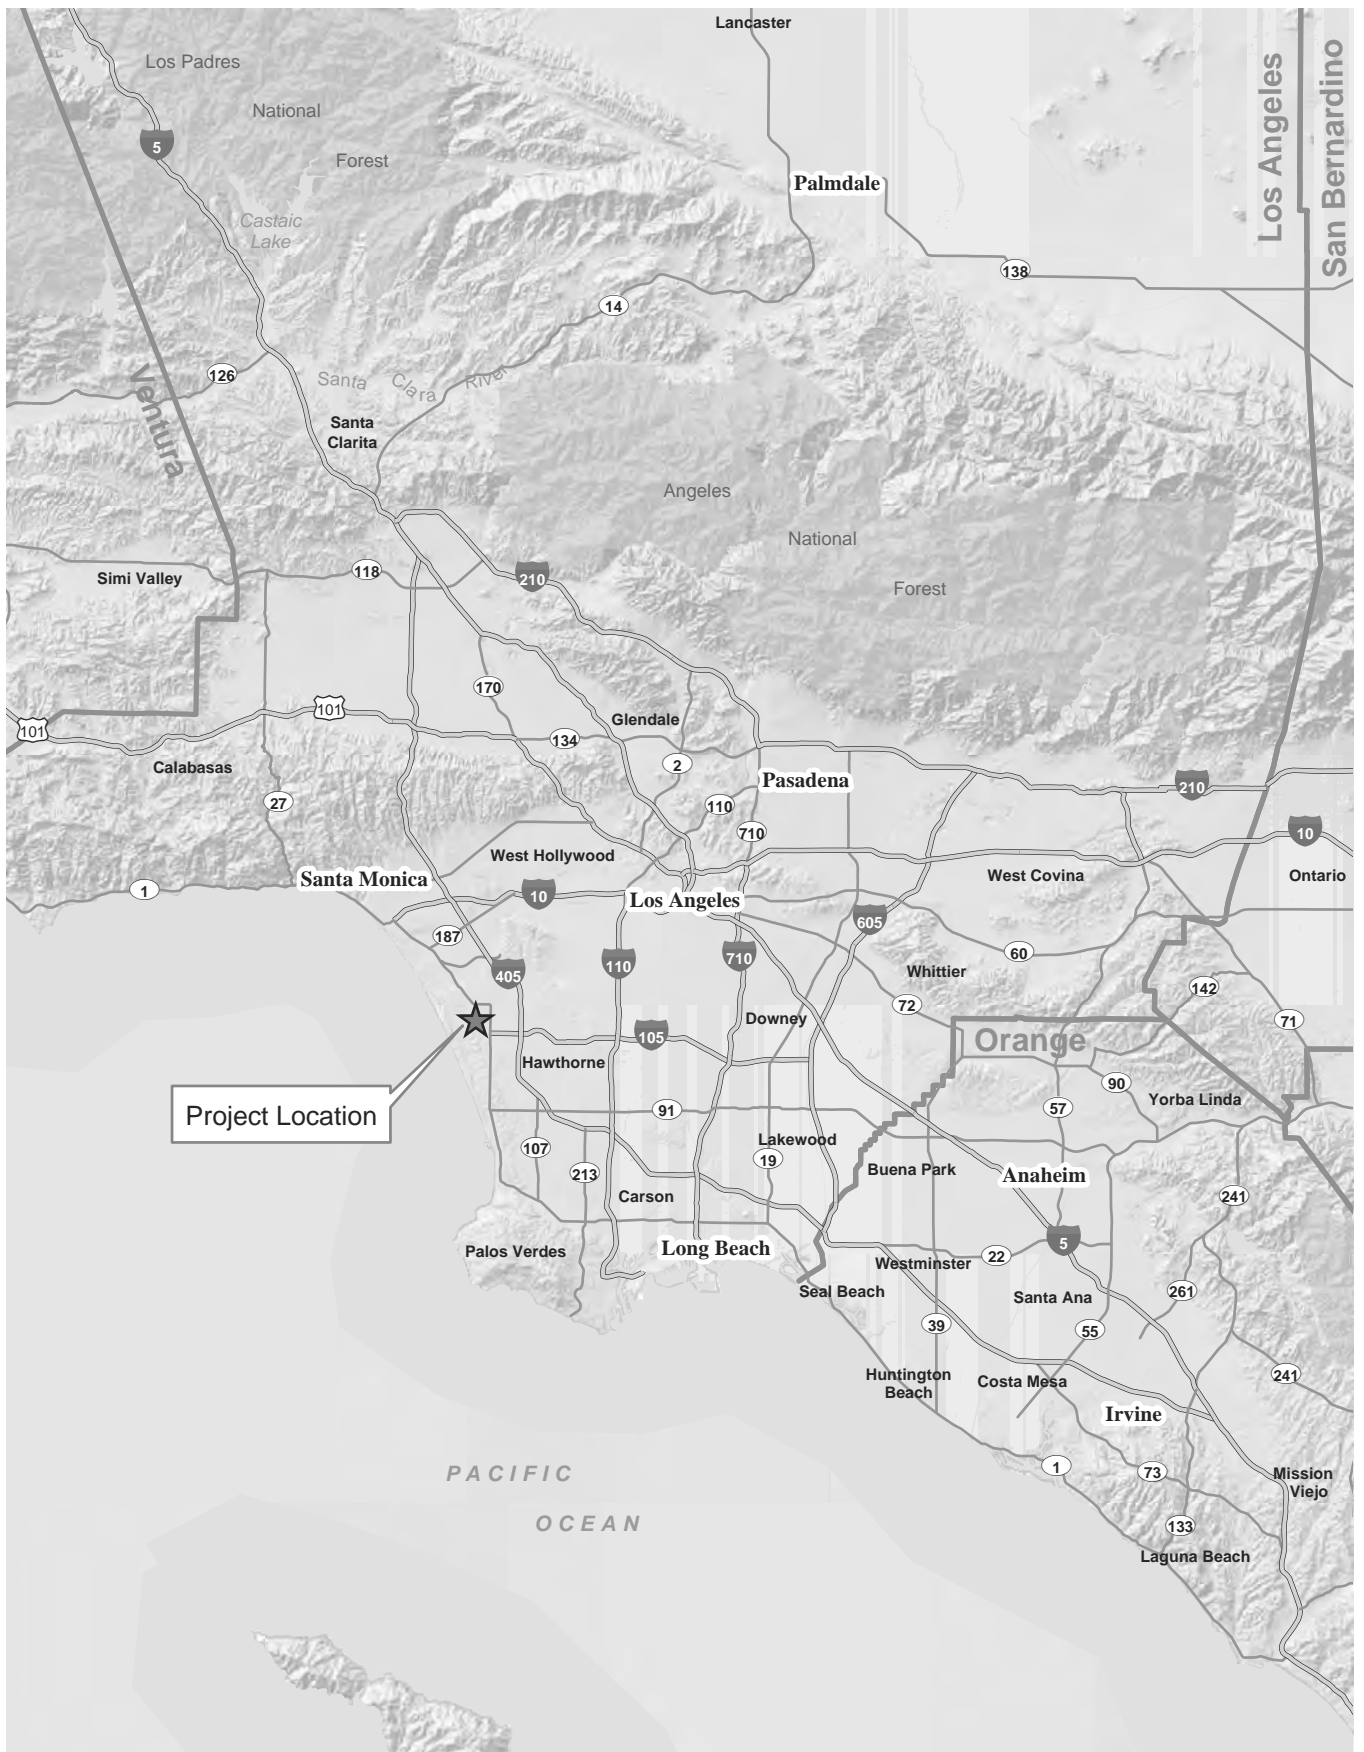 Lancaster
Los Padres
National
Forest
5
Los Angeles
San Bernardino
Palmdale
Castaic
Lake
138
14
126
Santa Clara River
Ventura
Santa
Clarita
Angeles
National
Forest
118
210
Simi Valley
170
101
101
Glendale
134
2
Calabasas
Pasadena
210
27
110
710
10
West Hollywood
Santa Monica
1
10
Los Angeles
West Covina
Ontario
605
187
60
405
110
710
Whittier
142
72
Downey
71
105
Orange
Hawthorne
90
Project Location
91
57
Yorba Linda
107
Lakewood
19
213
Buena Park
Anaheim
Carson
241
Palos Verdes
Long Beach
5
22
Westminster
Seal Beach
Santa Ana
261
39
55
Huntington
Beach
Costa Mesa
241
Irvine
1
73
Mission
Viejo
PACIFIC
OCEAN
133
Laguna Beach